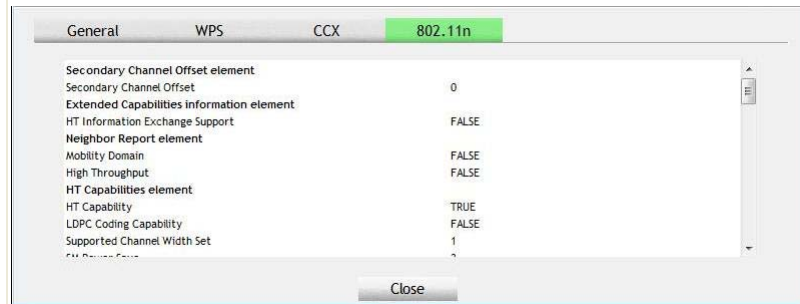 General WPS CCX 802.11n
Secondary Channel Offset element
Secondary Channel Offset 0
Extended Capabilities information element
HT Information Exchange Support FALSE
Neighbor Report element
Mobility Domain FALSE
High Throughput FALSE
HT Capabilities element
HT Capability TRUE
LDPC Coding Capability FALSE
Supported Channel Width Set 1
Close